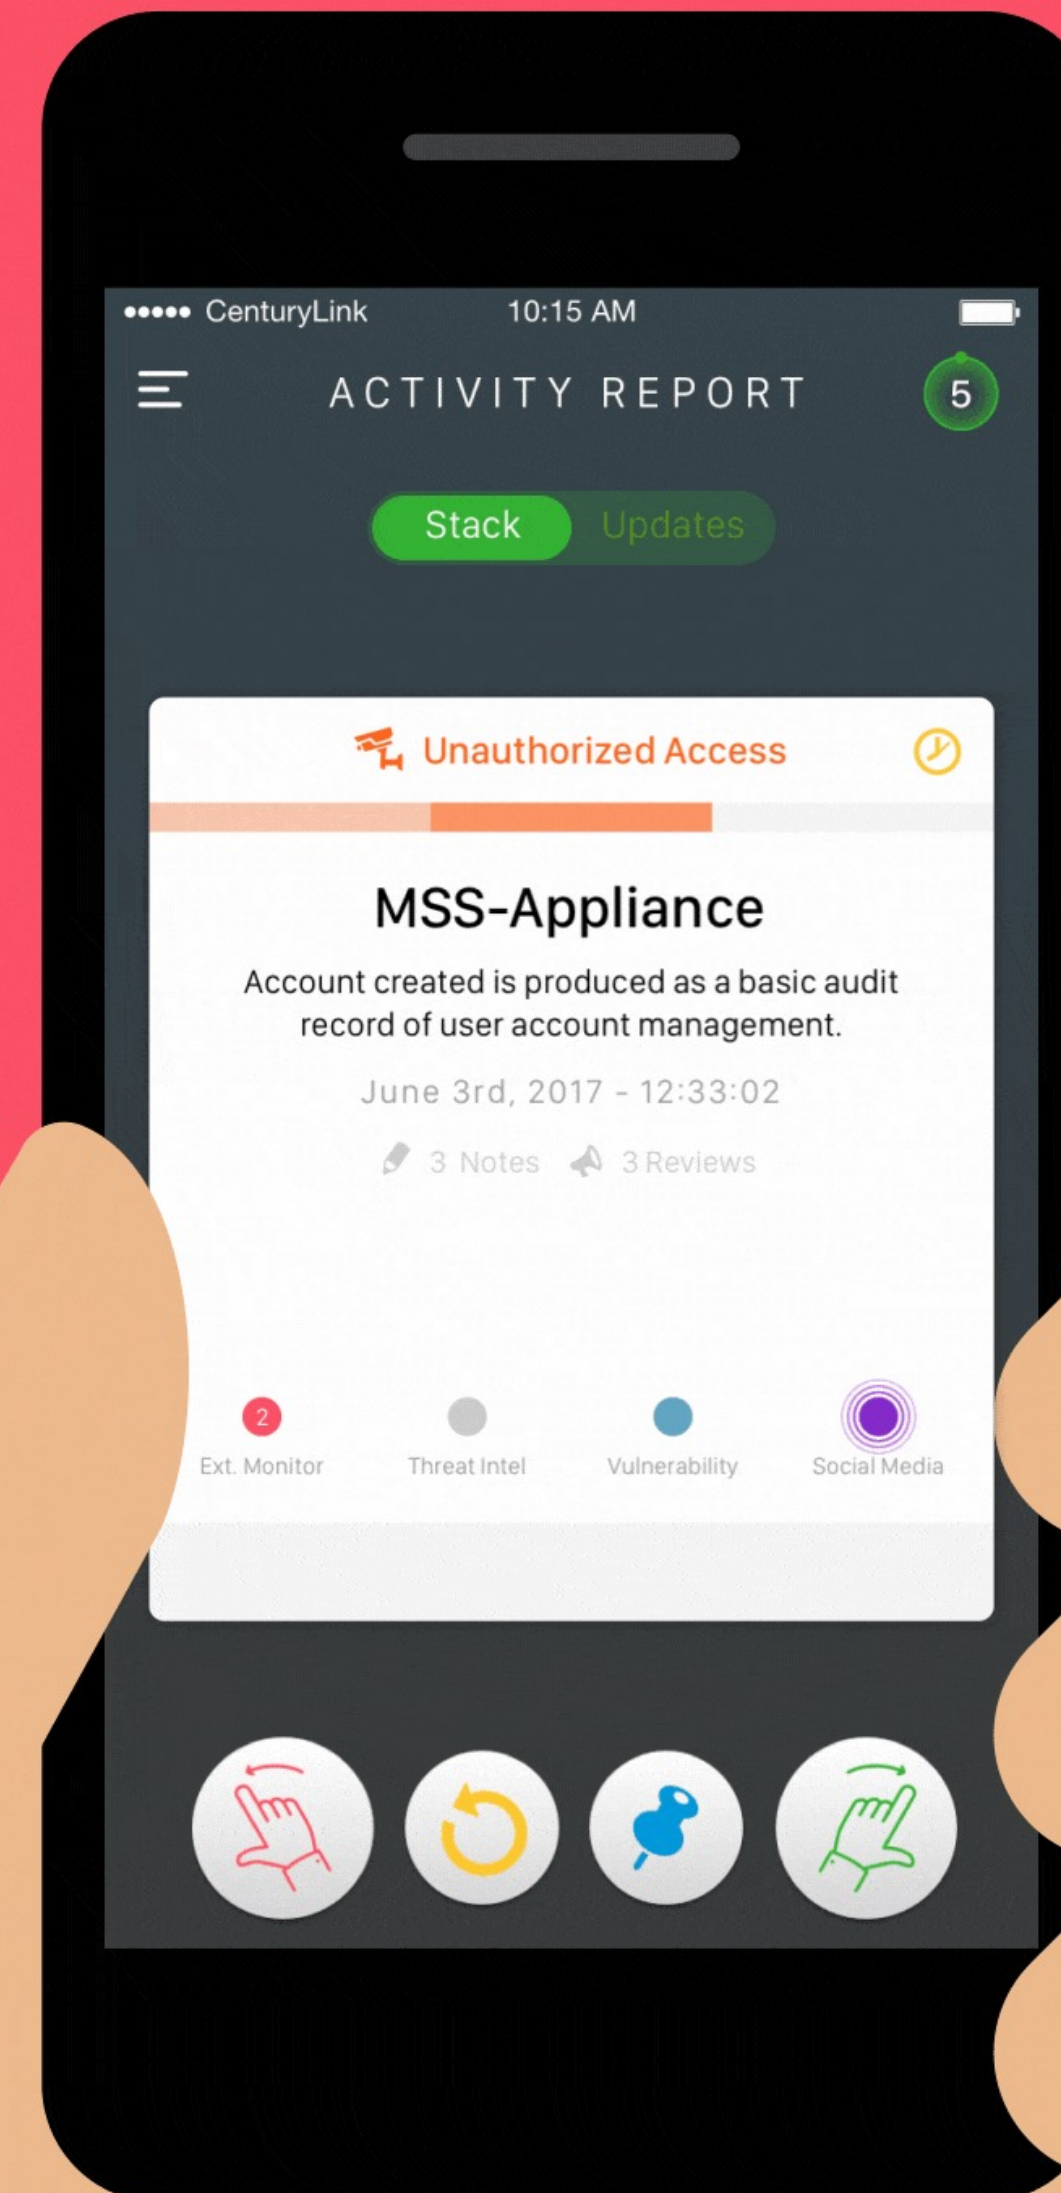 CenturyLink 10:15 AM
ACTIVITY REPORT 5
Stack Updates
Unauthorized Access
MSS-Appliance
Account created is produced as a basic audit
record of user account management.
June 3rd, 2017 - 12:33:02
3 Notes 3 Reviews
2
Ext. Monitor Threat Intel Vulnerability Social Media